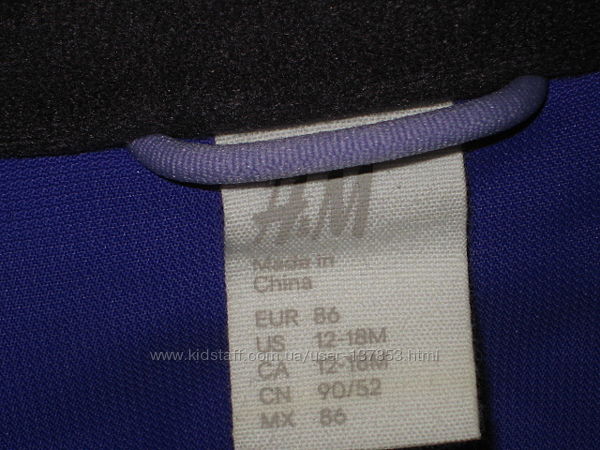 H&M
Made in
China
EUR 86
US 12-18M
www.kidstaff.com.ua/user-137853.html
CA 12-18M
CN 90/52
MX 86